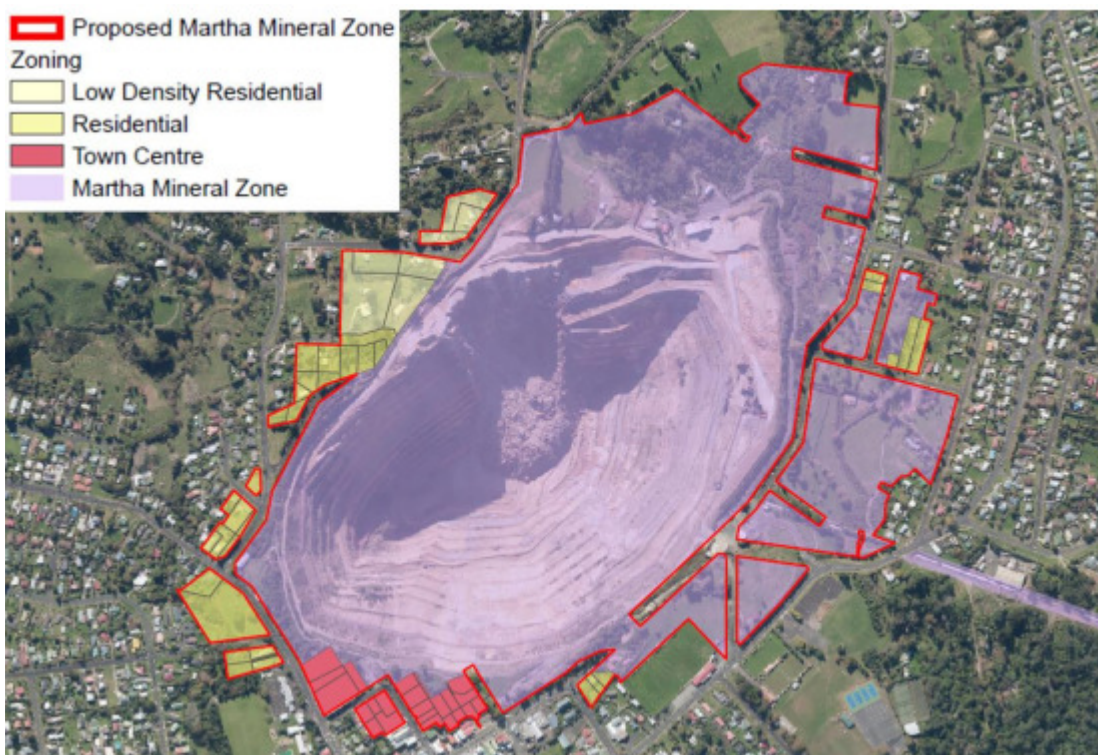 Proposed Martha Mineral Zone
Zoning
Low Density Residential
Residential
Town Centre
Martha Mineral Zone